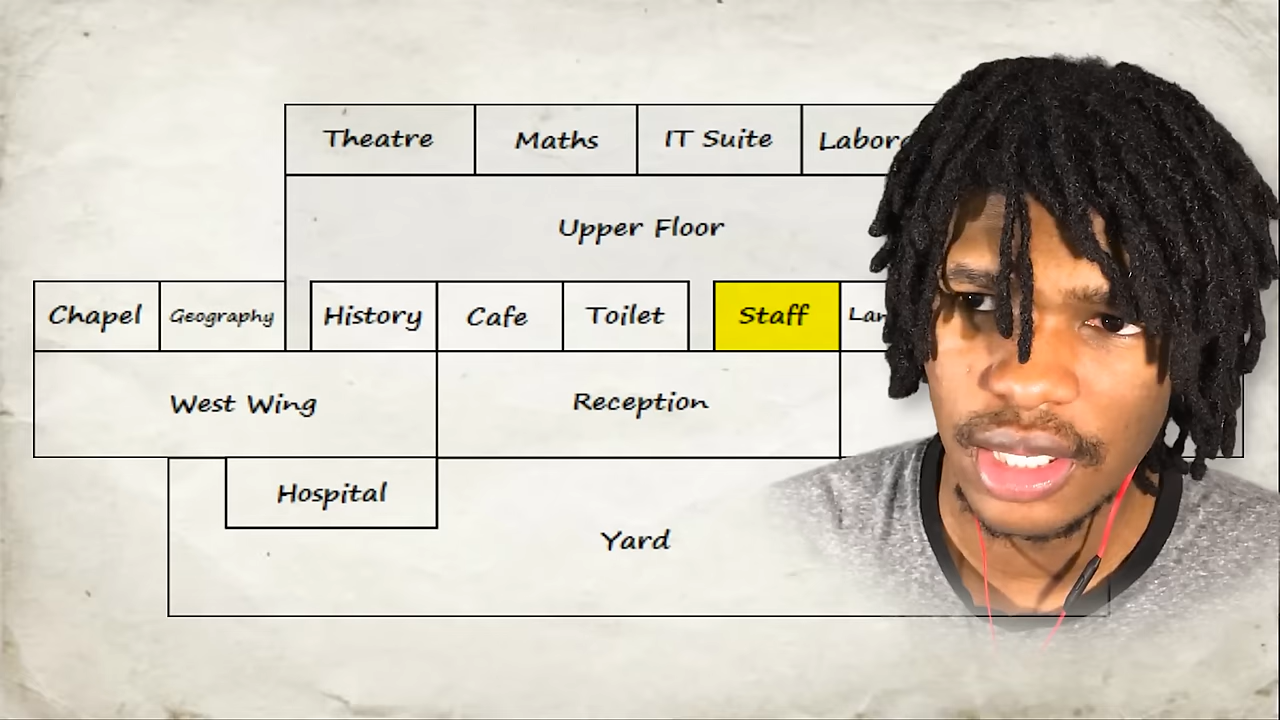 Theatre
Maths
IT Suite
Upper Floor
Chapel
Geography
History
Cafe
Toilet
Staff
West Wing
Reception
Hospital
Yard